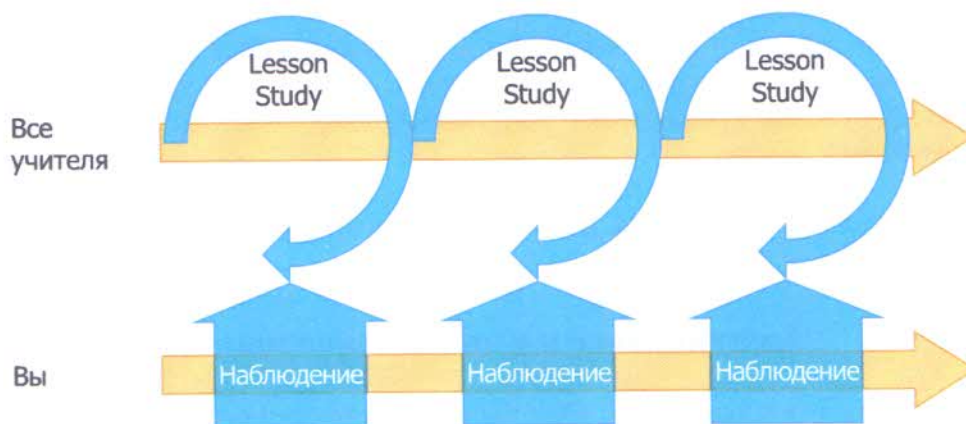 Lesson
Study
Lesson
Study
Lesson
Study
Все
учителя
Вы
Наблюдение
Наблюдение
Наблюдение